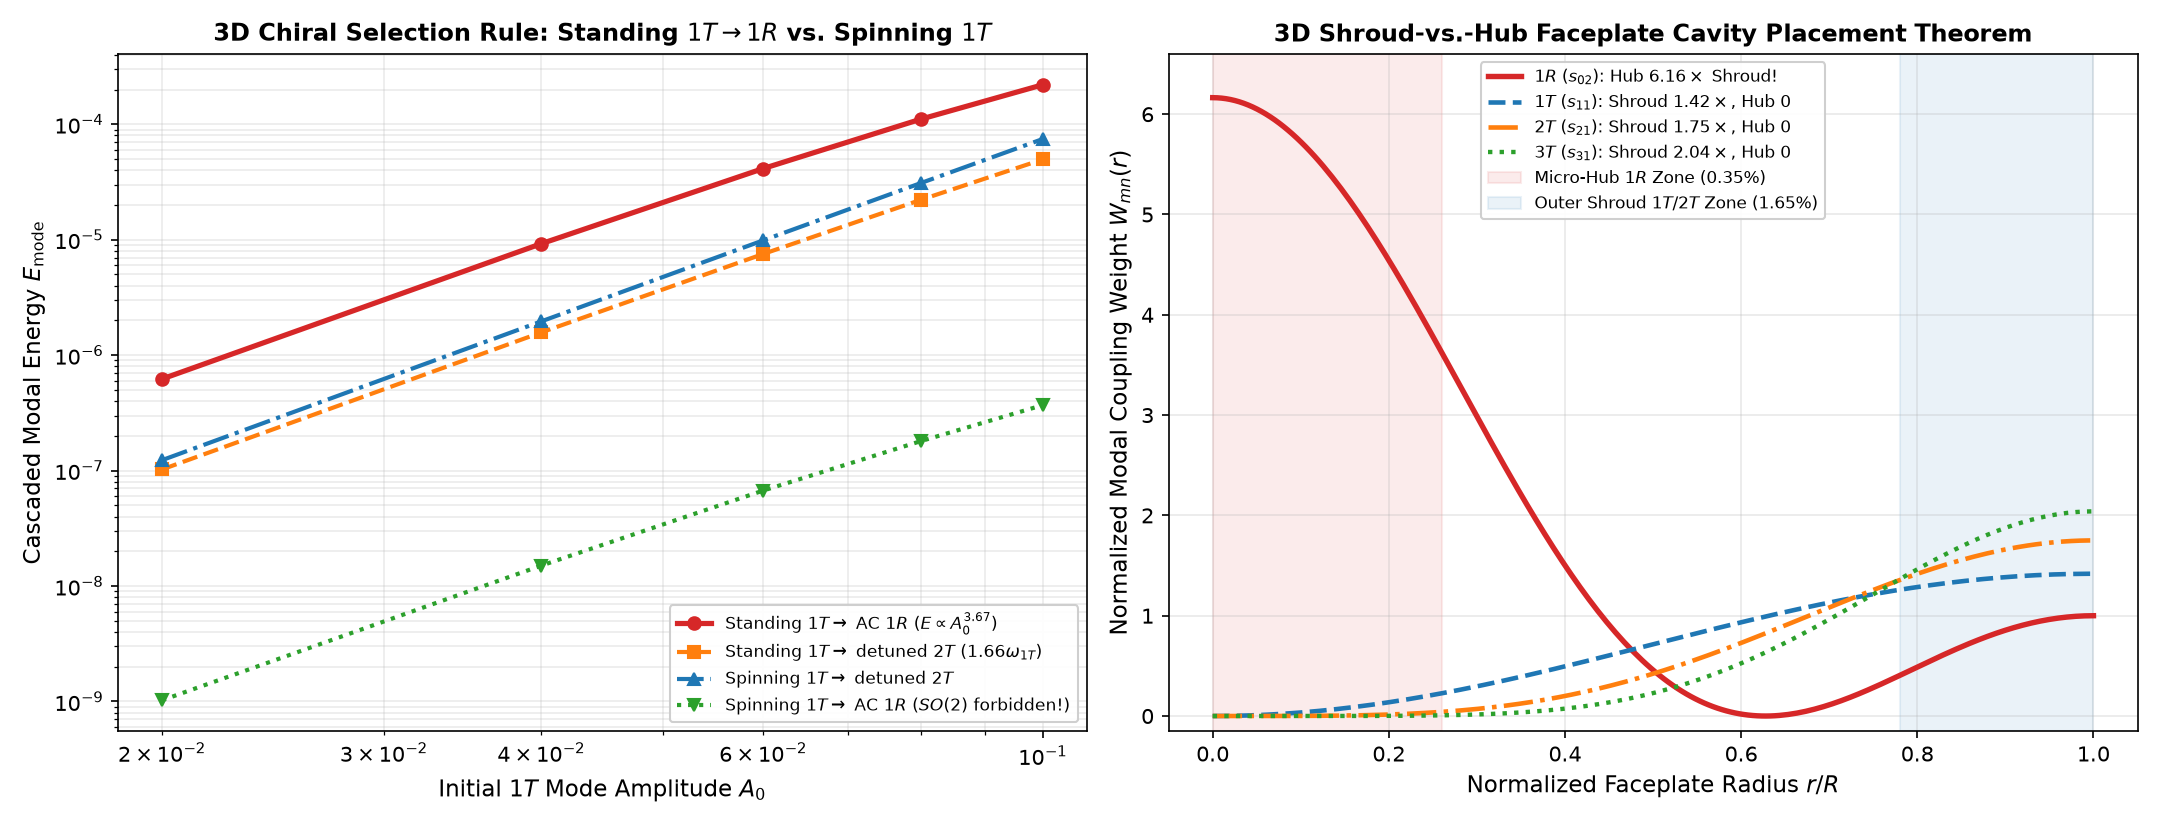 3D Chiral Selection Rule: Standing 1T → 1R vs. Spinning 1T
Cascaded Modal Energy E_mode
10⁻⁴
10⁻⁵
10⁻⁶
10⁻⁷
10⁻⁸
10⁻⁹
Standing 1T → AC 1R (E ∝ A₀^3.67)
Standing 1T → detuned 2T (1.66ω_1T)
Spinning 1T → detuned 2T
Spinning 1T → AC 1R (SO(2) forbidden!)
2 × 10⁻²
3 × 10⁻²
4 × 10⁻²
6 × 10⁻²
10⁻¹
Initial 1T Mode Amplitude A₀
3D Shroud-vs.-Hub Faceplate Cavity Placement Theorem
Normalized Modal Coupling Weight W_mn(r)
6
5
4
3
2
1
0
1R (s₀₂): Hub 6.16 × Shroud!
1T (s₁₁): Shroud 1.42 ×, Hub 0
2T (s₂₁): Shroud 1.75 ×, Hub 0
3T (s₃₁): Shroud 2.04 ×, Hub 0
Micro-Hub 1R Zone (0.35%)
Outer Shroud 1T/2T Zone (1.65%)
0.0
0.2
0.4
0.6
0.8
1.0
Normalized Faceplate Radius r/R